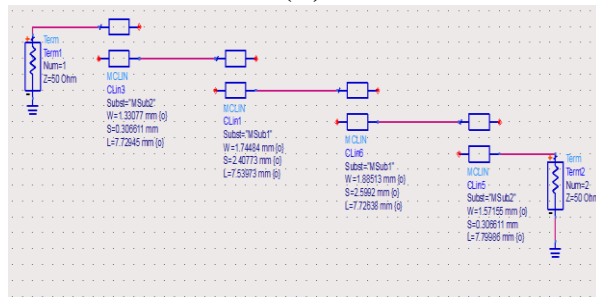 Term
Term1
Num=1
Z=50 Ohm
MCLIN
CLin3
Subst="MSub2"
W=1.33077 mm {o}
S=0.306611 mm
L=7.72945 mm {o}
MCLIN
CLin1
Subst="MSub1"
W=1.74484 mm {o}
S=2.40773 mm {o}
L=7.53973 mm {o}
MCLIN
CLin6
Subst="MSub1"
W=1.88513 mm {o}
S=2.5992 mm {o}
L=7.72638 mm {o}
MCLIN
CLin5
Subst="MSub2"
W=1.57155 mm {o}
S=0.306611 mm
L=7.79986 mm {o}
Term
Term2
Num=2
Z=50 Ohm